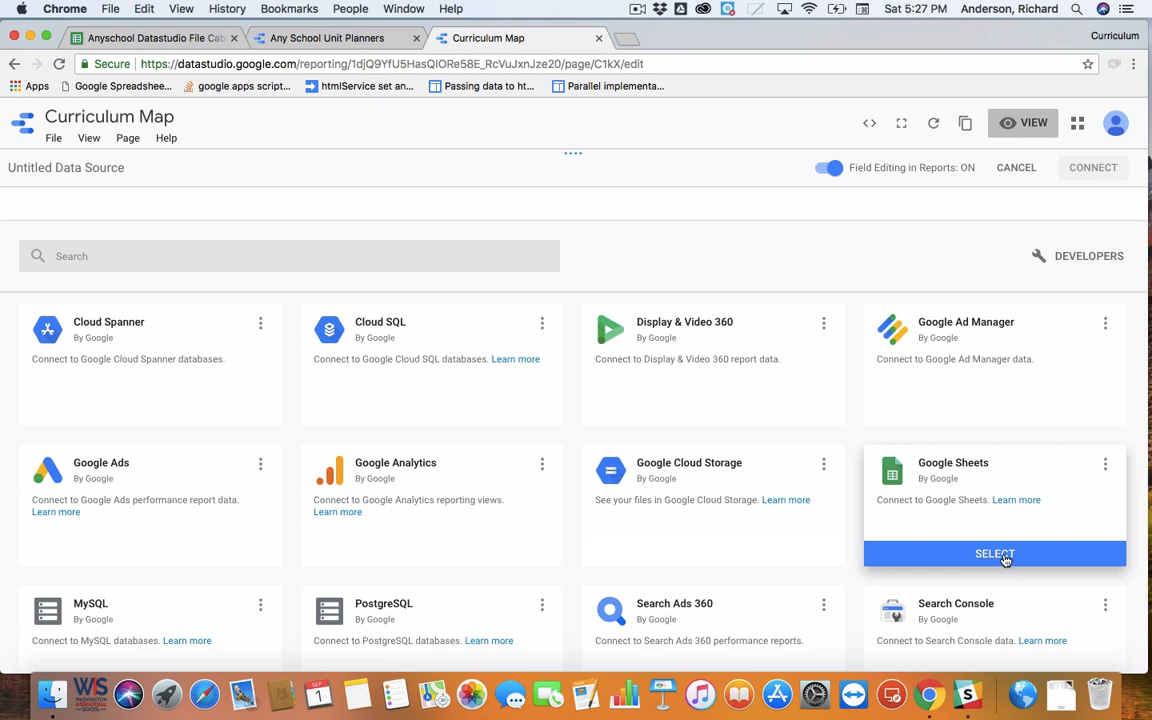 Chrome File Edit View History Bookmarks People Window Help Sat 5:27 PM Anderson, Richard
Anyschool Datastudio File Cab Any School Unit Planners Curriculum Map Curriculum
Secure https://datastudio.google.com/reporting/1djQ9YfU5HasQIORe58E_RcVuJxnJze20/page/C1kX/edit
Apps Google Spreadshee... google apps script... htmlService set an... Passing data to ht... Parallel implementa...
Curriculum Map
File View Page Help
VIEW
Untitled Data Source Field Editing in Reports: ON CANCEL CONNECT
Search DEVELOPERS
Cloud Spanner
By Google
Connect to Google Cloud Spanner databases.
Cloud SQL
By Google
Connect to Google Cloud SQL databases. Learn more
Display & Video 360
By Google
Connect to Display & Video 360 report data.
Google Ad Manager
By Google
Connect to Google Ad Manager data.
Google Ads
By Google
Connect to Google Ads performance report data.
Learn more
Google Analytics
By Google
Connect to Google Analytics reporting views.
Learn more
Google Cloud Storage
By Google
See your files in Google Cloud Storage. Learn more
Google Sheets
By Google
Connect to Google Sheets. Learn more
SELECT
MySQL
By Google
Connect to MySQL databases. Learn more
PostgreSQL
By Google
Connect to PostgreSQL databases. Learn more
Search Ads 360
By Google
Connect to Search Ads 360 performance reports.
Search Console
By Google
Connect to Search Console data. Learn more
WIS
WASHINGTON
INTERNATIONAL
SCHOOL
SEP
1